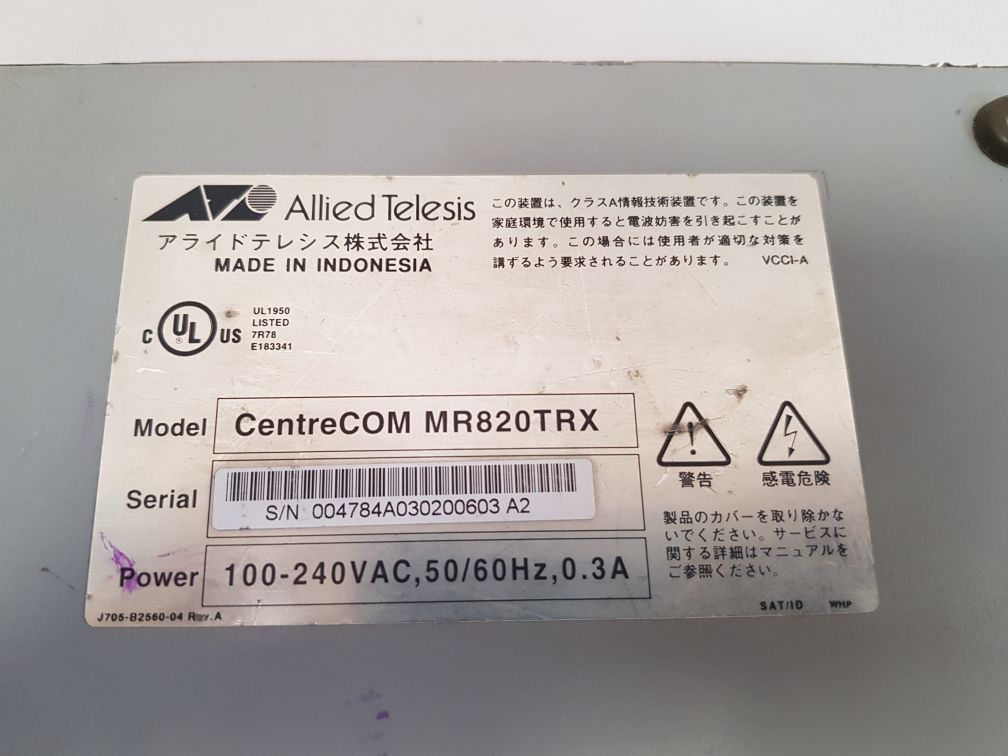 Allied Telesis
アライドテレシス株式会社
MADE IN INDONESIA
この装置は、クラスA情報技術装置です。この装置を
家庭環境で使用すると電波妨害を引き起こすことが
あります。この場合には使用者が適切な対策を
講ずるよう要求されることがあります。 VCCI-A
C UL US
®
UL1950
LISTED
7R78
E183341
Model CentreCOM MR820TRX
Serial S/N 004784A030200603 A2
Power 100-240VAC,50/60Hz,0.3A
警告
感電危険
製品のカバーを取り除かな
いでください。サービスに
関する詳細はマニュアルを
ご参照ください。
J705-B2560-04 Rev.A
SAT/ID WHP